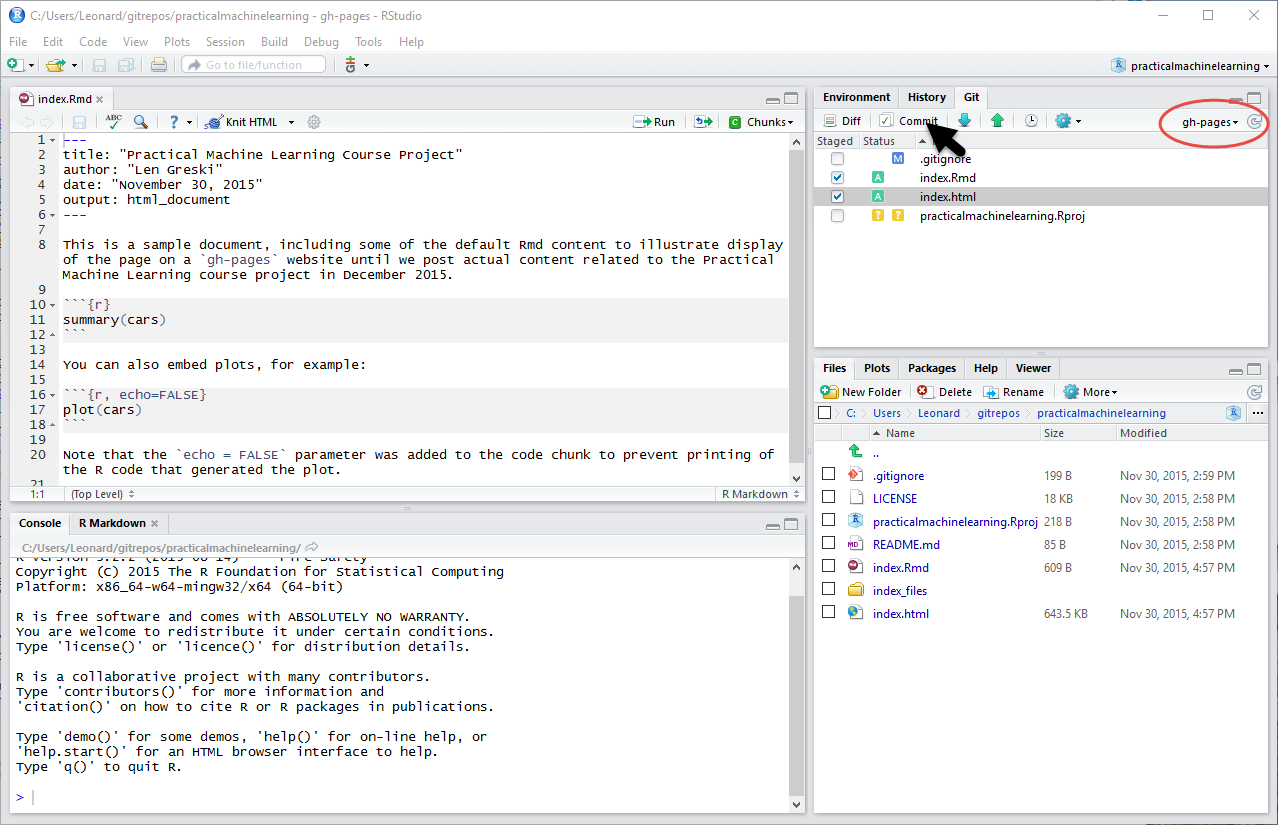 C:/Users/Leonard/gitrepos/practicalmachinelearning - gh-pages - RStudio
File Edit Code View Plots Session Build Debug Tools Help
Go to file/function
practicalmachinelearning
index.Rmd
ABC
Knit HTML
Run
Chunks
1 ---
2 title: "Practical Machine Learning Course Project"
3 author: "Len Greski"
4 date: "November 30, 2015"
5 output: html_document
6 ---
7
8 This is a sample document, including some of the default Rmd content to illustrate display
of the page on a `gh-pages` website until we post actual content related to the Practical
Machine Learning course project in December 2015.
9
10 ```{r}
11 summary(cars)
12 ```
13
14 You can also embed plots, for example:
15
16 ```{r, echo=FALSE}
17 plot(cars)
18 ```
19
20 Note that the `echo = FALSE` parameter was added to the code chunk to prevent printing of
the R code that generated the plot.
21
1:1 (Top Level) R Markdown
Console R Markdown
C:/Users/Leonard/gitrepos/practicalmachinelearning/
R version 3.2.2 (2015-08-14) -- "Fire Safety"
Copyright (C) 2015 The R Foundation for Statistical Computing
Platform: x86_64-w64-mingw32/x64 (64-bit)
R is free software and comes with ABSOLUTELY NO WARRANTY.
You are welcome to redistribute it under certain conditions.
Type 'license()' or 'licence()' for distribution details.
R is a collaborative project with many contributors.
Type 'contributors()' for more information and
'citation()' on how to cite R or R packages in publications.
Type 'demo()' for some demos, 'help()' for on-line help, or
'help.start()' for an HTML browser interface to help.
Type 'q()' to quit R.
>
Environment History Git
Diff Commit gh-pages
Staged Status
M .gitignore
A index.Rmd
A index.html
? ? practicalmachinelearning.Rproj
Files Plots Packages Help Viewer
New Folder Delete Rename More
C: Users Leonard gitrepos practicalmachinelearning ...
Name Size Modified
..
.gitignore 199 B Nov 30, 2015, 2:59 PM
LICENSE 18 KB Nov 30, 2015, 2:58 PM
practicalmachinelearning.Rproj 218 B Nov 30, 2015, 2:58 PM
MD README.md 85 B Nov 30, 2015, 2:58 PM
index.Rmd 609 B Nov 30, 2015, 4:57 PM
index_files
index.html 643.5 KB Nov 30, 2015, 4:57 PM